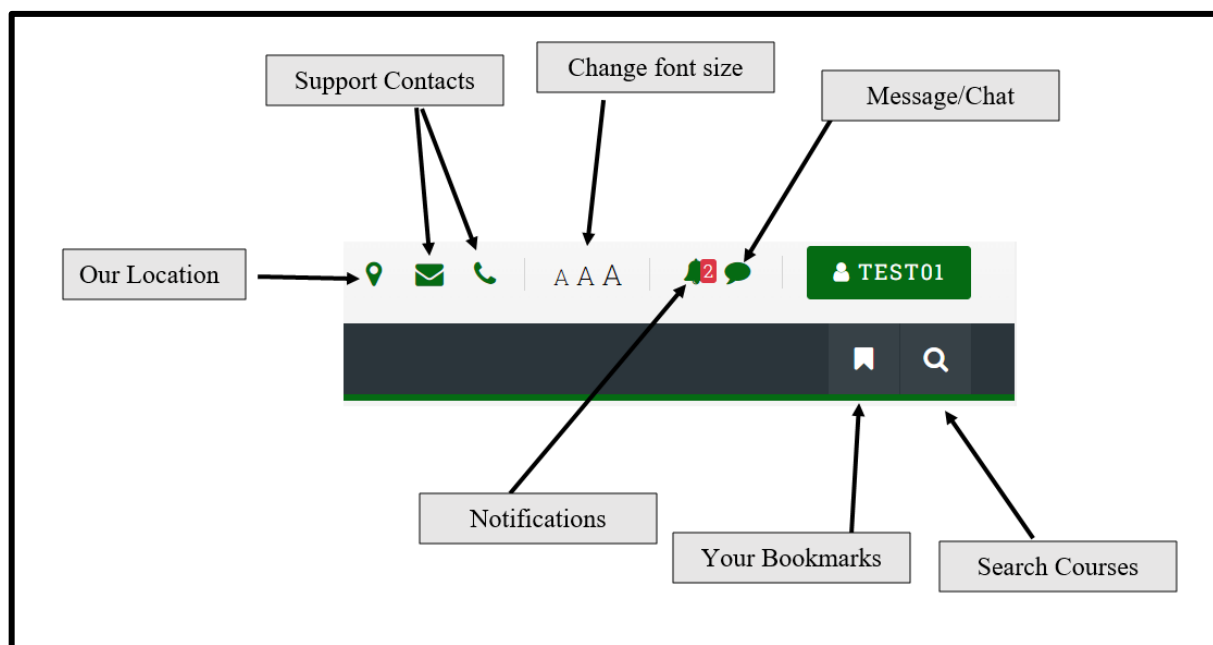 Change font size
Support Contacts
Message/Chat
Our Location
A A A
2
TEST01
Notifications
Your Bookmarks
Search Courses